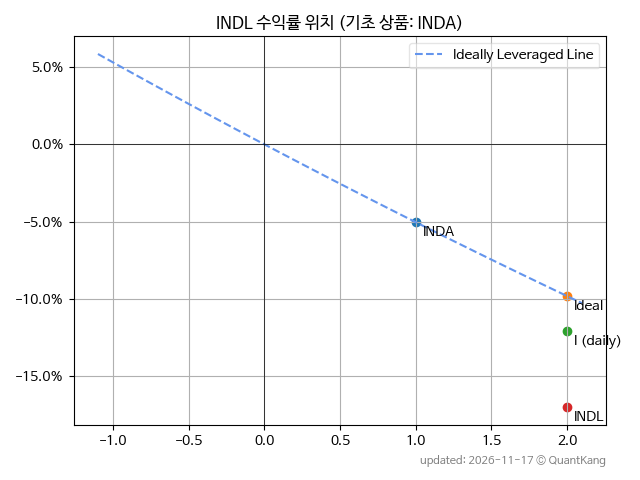 INDL 수익률 위치 (기초 상품: INDA)
Ideally Leveraged Line
5.0%
0.0%
−5.0%
−10.0%
−15.0%
INDA
Ideal
l (daily)
INDL
−1.0
−0.5
0.0
0.5
1.0
1.5
2.0
updated: 2026-11-17 © QuantKang